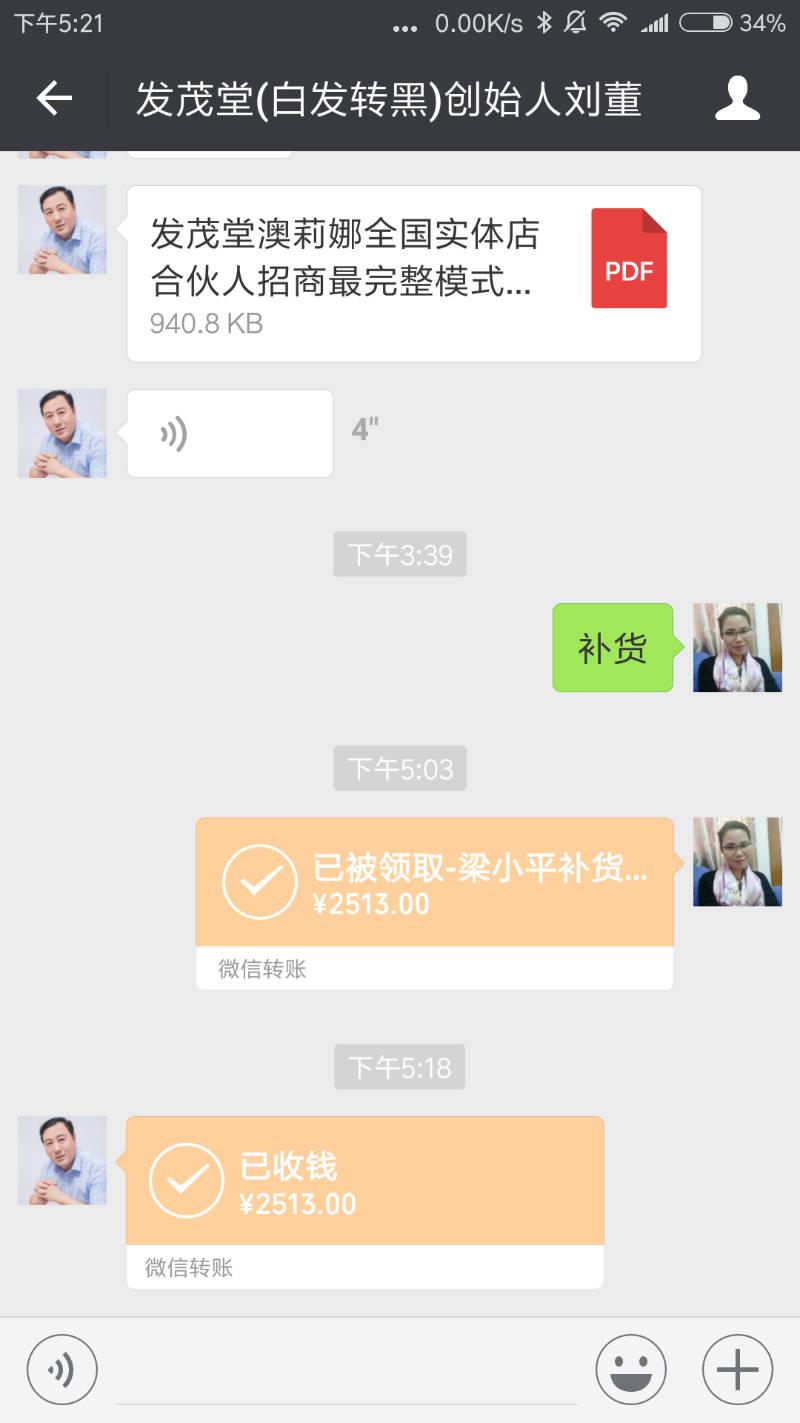 下午5:21
... 0.00K/s 34%
发茂堂(白发转黑)创始人刘董
发茂堂澳莉娜全国实体店
合伙人招商最完整模式...
PDF
940.8 KB
4"
下午3:39
补货
下午5:03
已被领取-梁小平补货...
¥2513.00
微信转账
下午5:18
已收钱
¥2513.00
微信转账